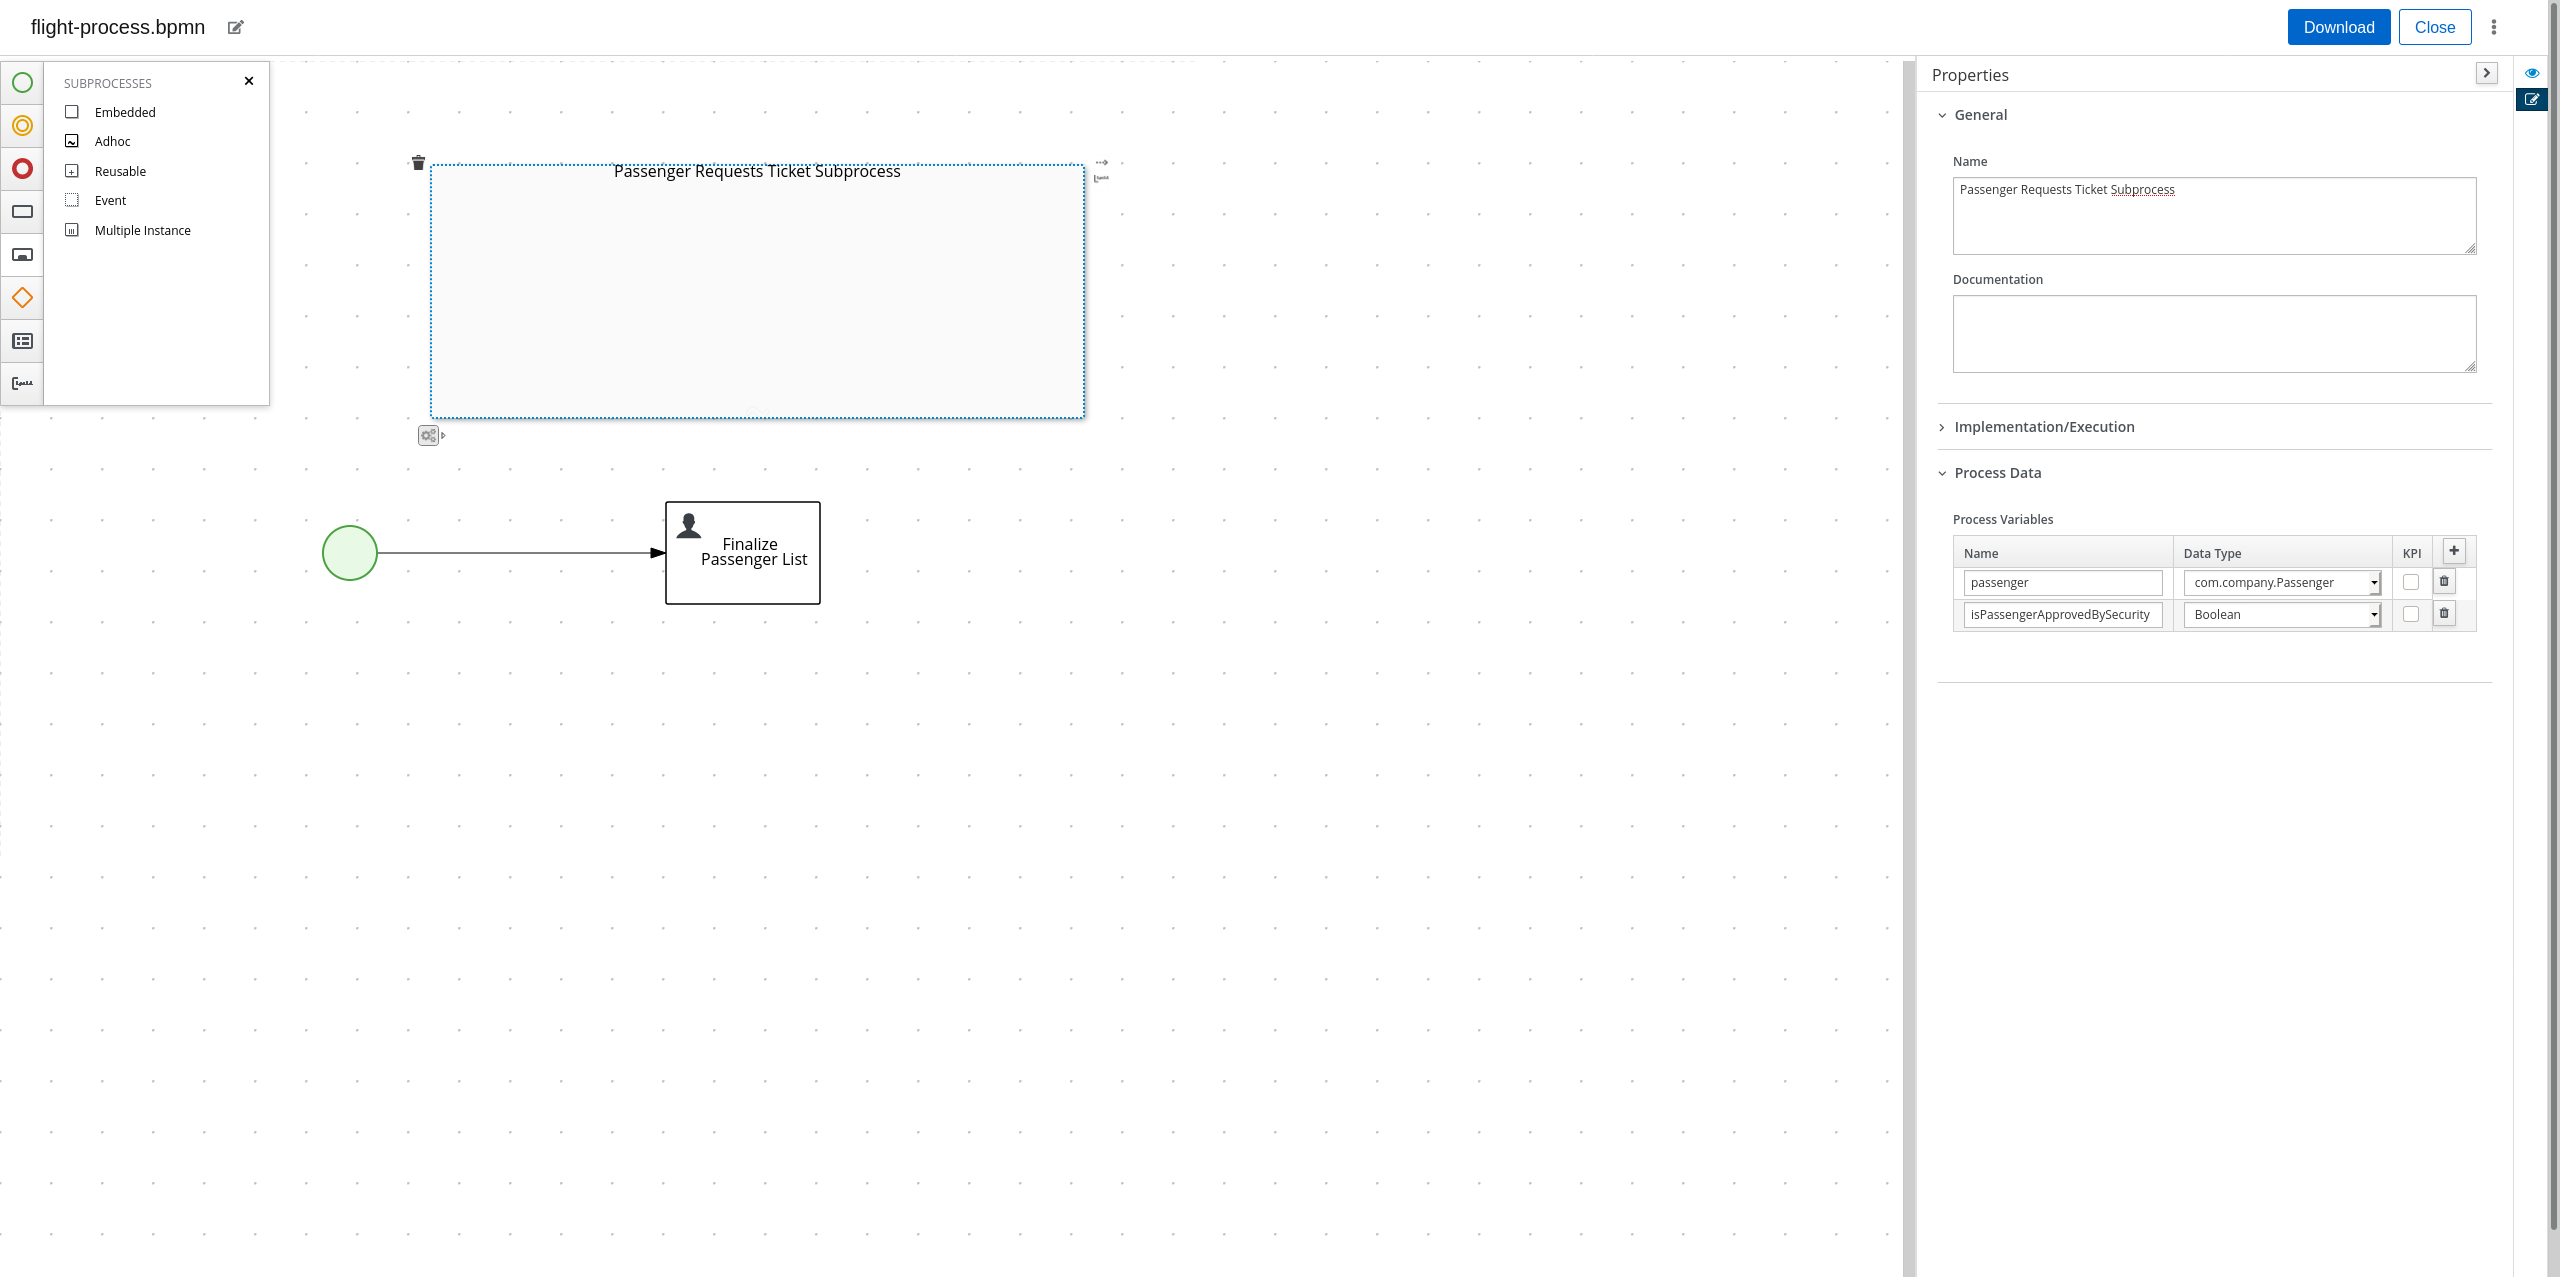 flight-process.bpmn
Download
Close
SUBPROCESSES
Embedded
Adhoc
Reusable
Event
Multiple Instance
Passenger Requests Ticket Subprocess
Finalize
Passenger List
Properties
General
Name
Passenger Requests Ticket Subprocess
Documentation
Implementation/Execution
Process Data
Process Variables
Name Data Type KPI
passenger com.company.Passenger
isPassengerApprovedBySecurity Boolean